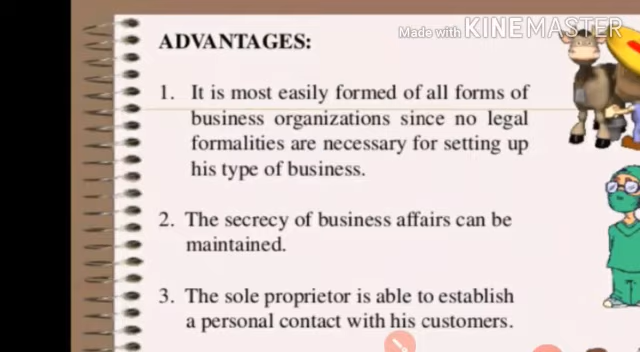 Made with KINEMASTER
ADVANTAGES:
1. It is most easily formed of all forms of
business organizations since no legal
formalities are necessary for setting up
his type of business.
2. The secrecy of business affairs can be
maintained.
3. The sole proprietor is able to establish
a personal contact with his customers.